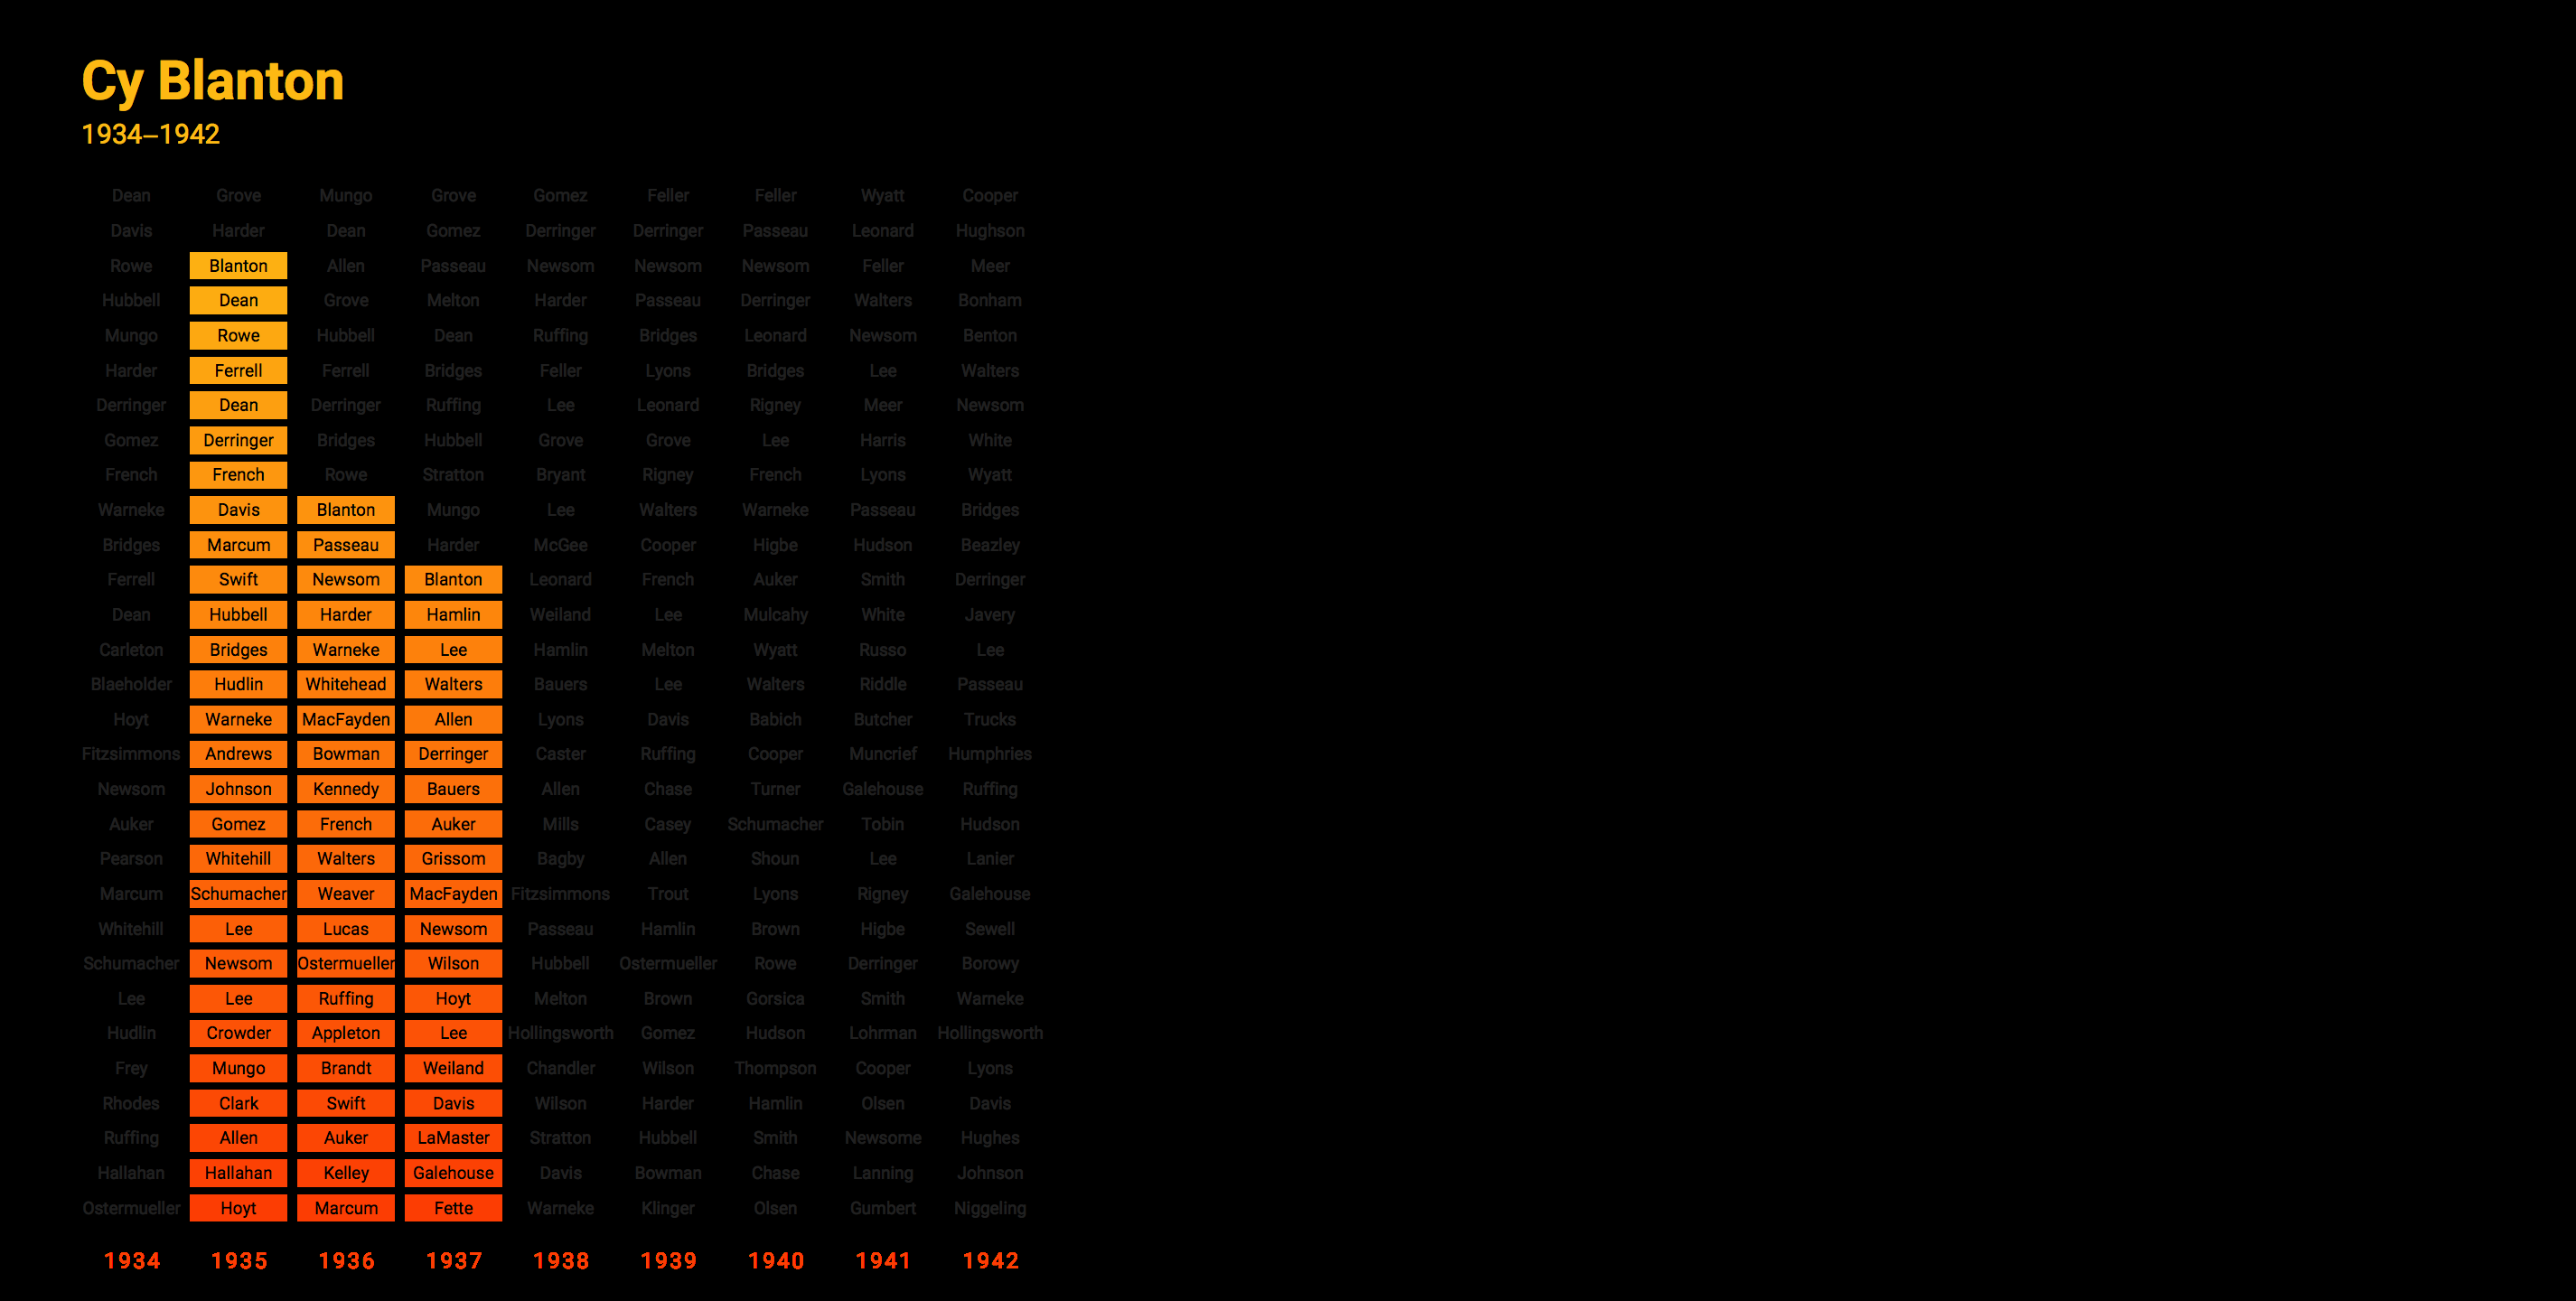 Cy Blanton
1934–1942
Dean Grove Mungo Grove Gomez Feller Feller Wyatt Cooper
Davis Harder Dean Gomez Derringer Derringer Passeau Leonard Hughson
Rowe Blanton Allen Passeau Newsom Newsom Newsom Feller Meer
Hubbell Dean Grove Melton Harder Passeau Derringer Walters Bonham
Mungo Rowe Hubbell Dean Ruffing Bridges Leonard Newsom Benton
Harder Ferrell Ferrell Bridges Feller Lyons Bridges Lee Walters
Derringer Dean Derringer Ruffing Lee Leonard Rigney Meer Newsom
Gomez Derringer Bridges Hubbell Grove Grove Lee Harris White
French French Rowe Stratton Bryant Rigney French Lyons Wyatt
Warneke Davis Blanton Mungo Lee Walters Warneke Passeau Bridges
Bridges Marcum Passeau Harder McGee Cooper Higbe Hudson Beazley
Ferrell Swift Newsom Blanton Leonard French Auker Smith Derringer
Dean Hubbell Harder Hamlin Weiland Lee Mulcahy White Javery
Carleton Bridges Warneke Lee Hamlin Melton Wyatt Russo Lee
Blaeholder Hudlin Whitehead Walters Bauers Lee Walters Riddle Passeau
Hoyt Warneke MacFayden Allen Lyons Davis Babich Butcher Trucks
Fitzsimmons Andrews Bowman Derringer Caster Ruffing Cooper Muncrief Humphries
Newsom Johnson Kennedy Bauers Allen Chase Turner Galehouse Ruffing
Auker Gomez French Auker Mills Casey Schumacher Tobin Hudson
Pearson Whitehill Walters Grissom Bagby Allen Shoun Lee Lanier
Marcum Schumacher Weaver MacFayden Fitzsimmons Trout Lyons Rigney Galehouse
Whitehill Lee Lucas Newsom Passeau Hamlin Brown Higbe Sewell
Schumacher Newsom Ostermueller Wilson Hubbell Ostermueller Rowe Derringer Borowy
Lee Lee Ruffing Hoyt Melton Brown Gorsica Smith Warneke
Hudlin Crowder Appleton Lee Hollingsworth Gomez Hudson Lohrman Hollingsworth
Frey Mungo Brandt Weiland Chandler Wilson Thompson Cooper Lyons
Rhodes Clark Swift Davis Wilson Harder Hamlin Olsen Davis
Ruffing Allen Auker LaMaster Stratton Hubbell Smith Newsome Hughes
Hallahan Hallahan Kelley Galehouse Davis Bowman Chase Lanning Johnson
Ostermueller Hoyt Marcum Fette Warneke Klinger Olsen Gumbert Niggeling
1934 1935 1936 1937 1938 1939 1940 1941 1942